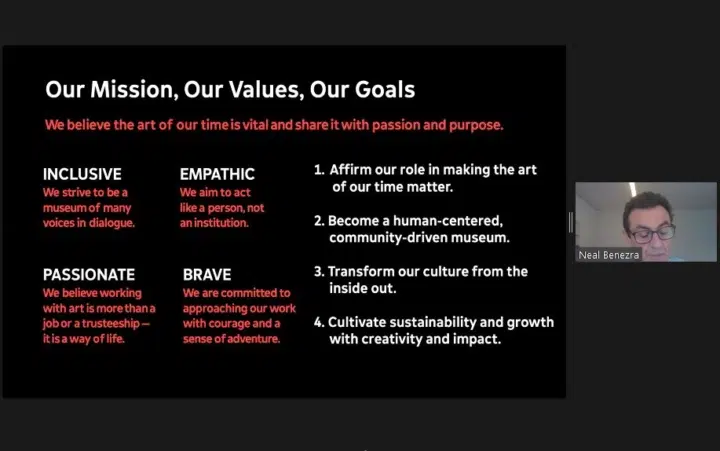 Our Mission, Our Values, Our Goals
We believe the art of our time is vital and share it with passion and purpose.
INCLUSIVE
We strive to be a
museum of many
voices in dialogue.
EMPATHIC
We aim to act
like a person, not
an institution.
PASSIONATE
We believe working
with art is more than a
job or a trusteeship —
it is a way of life.
BRAVE
We are committed to
approaching our work
with courage and a
sense of adventure.
1. Affirm our role in making the art
of our time matter.
2. Become a human-centered,
community-driven museum.
3. Transform our culture from the
inside out.
4. Cultivate sustainability and growth
with creativity and impact.
Neal Benezra